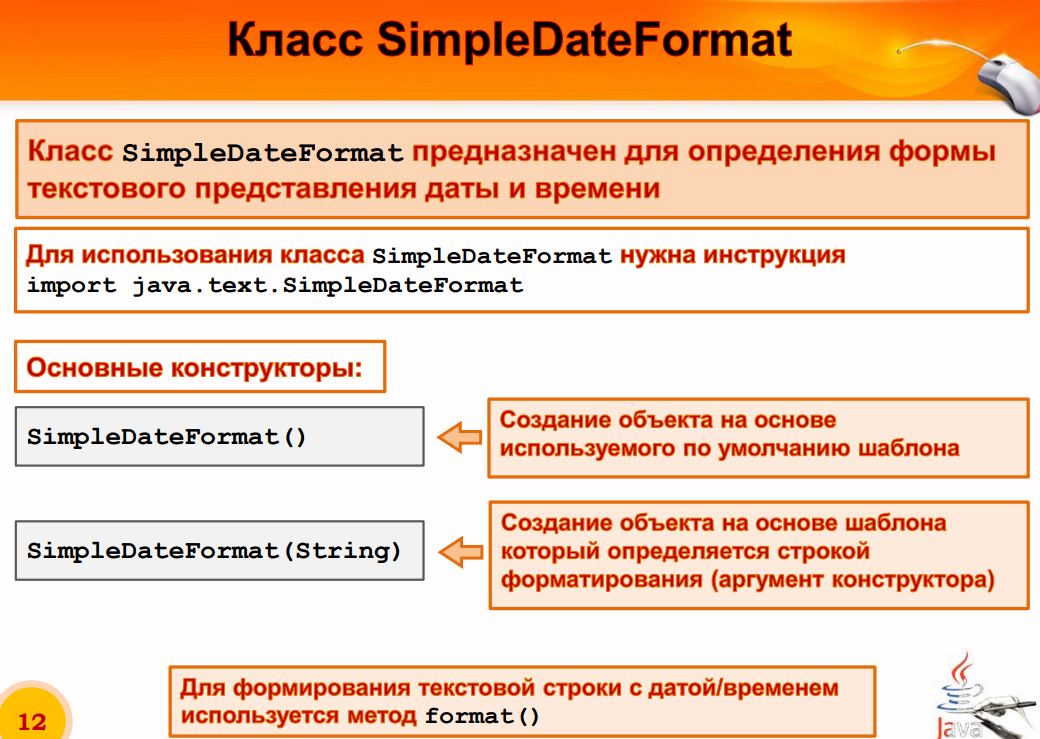 Класс SimpleDateFormat
Класс SimpleDateFormat предназначен для определения формы
текстового представления даты и времени
Для использования класса SimpleDateFormat нужна инструкция
import java.text.SimpleDateFormat
Основные конструкторы:
SimpleDateFormat()
Создание объекта на основе
используемого по умолчанию шаблона
SimpleDateFormat(String)
Создание объекта на основе шаблона
который определяется строкой
форматирования (аргумент конструктора)
Для формирования текстовой строки с датой/временем
используется метод format()
12
Java